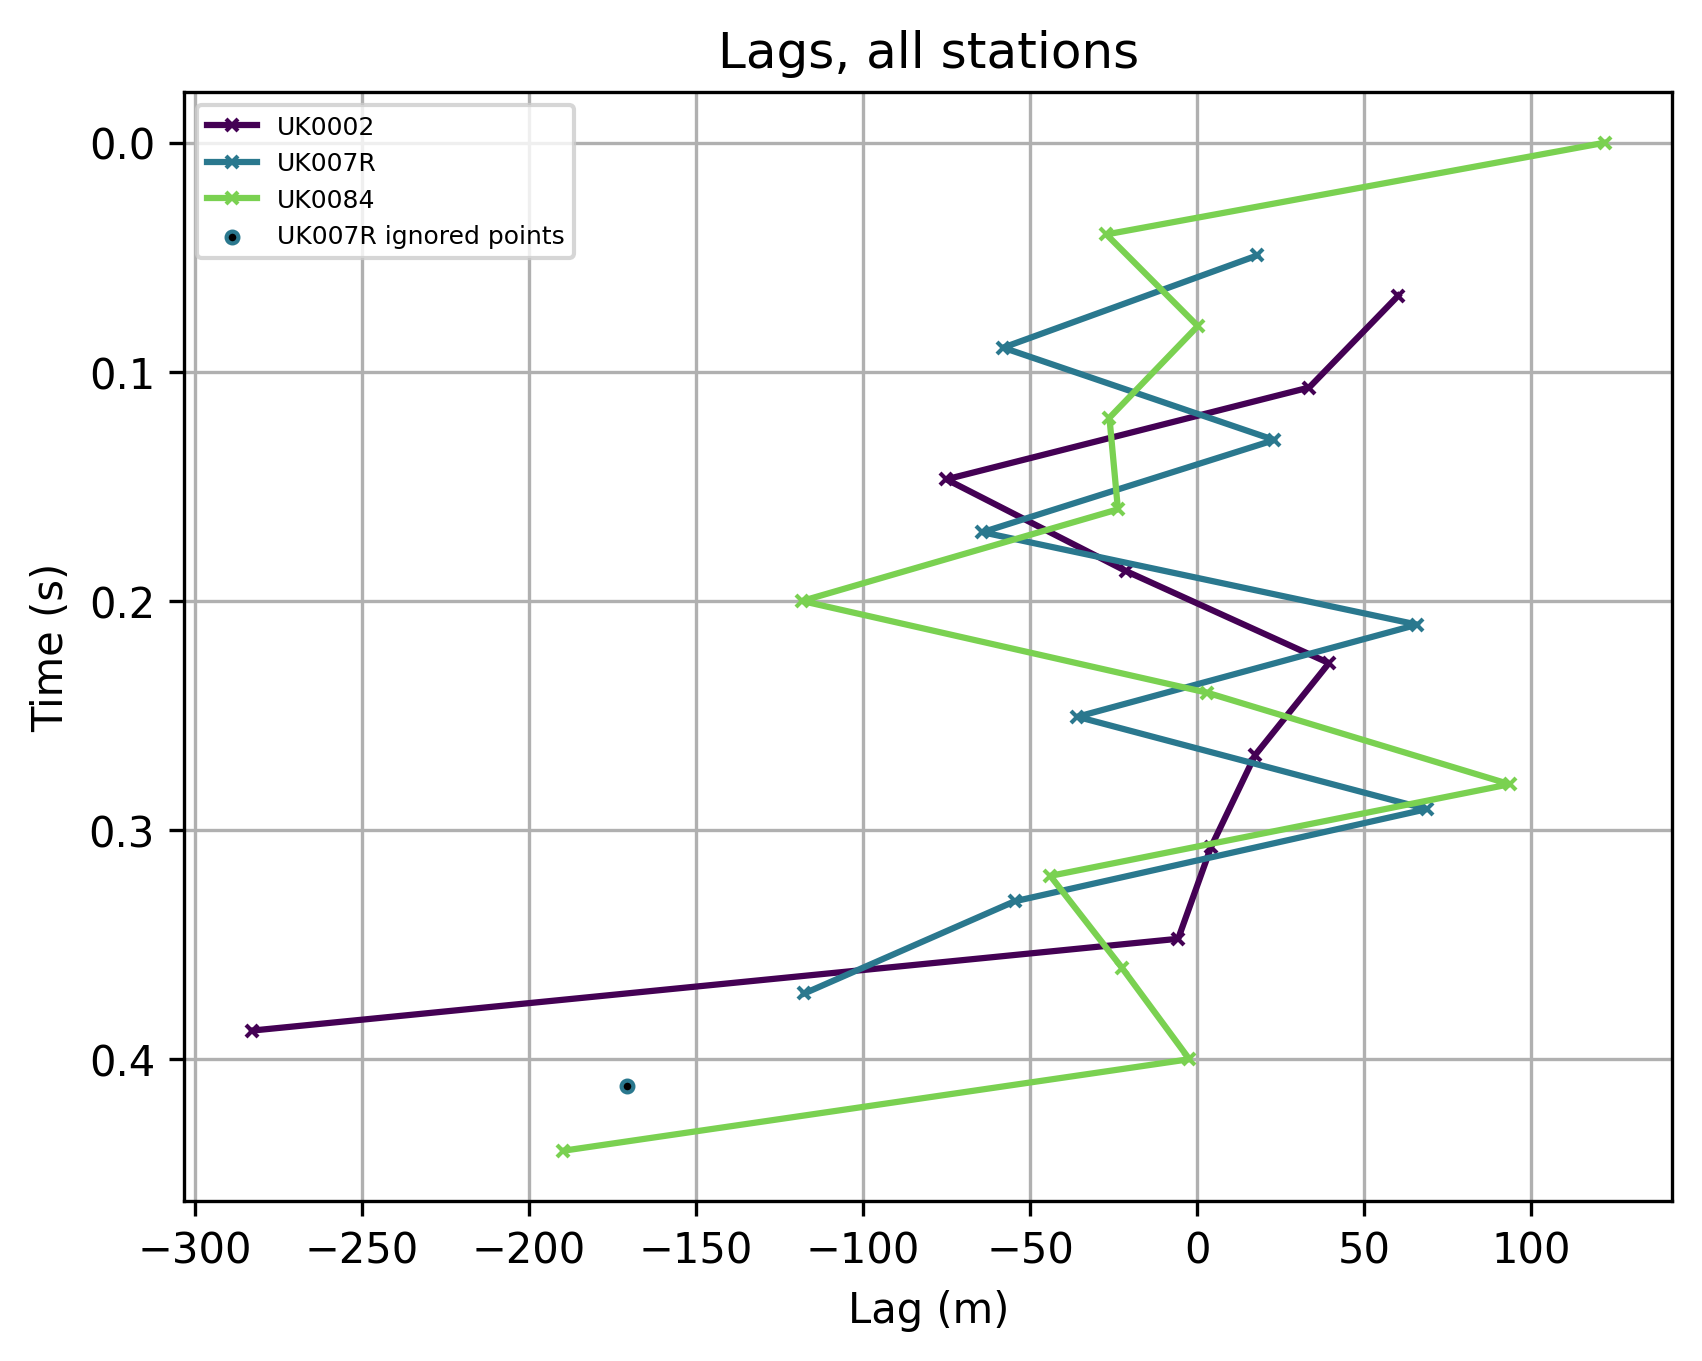 Lags, all stations
UK0002
UK007R
UK0084
UK007R ignored points
0.0
0.1
0.2
0.3
0.4
Time (s)
−300 −250 −200 −150 −100 −50 0 50 100
Lag (m)